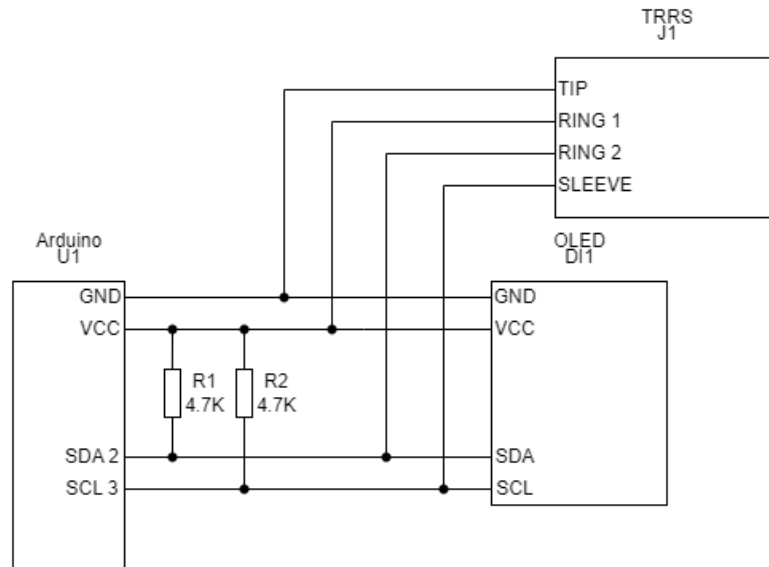 TRRS
J1
TIP
RING 1
RING 2
SLEEVE
Arduino
U1
GND
VCC
SDA 2
SCL 3
R1
4.7K
R2
4.7K
OLED
DI1
GND
VCC
SDA
SCL